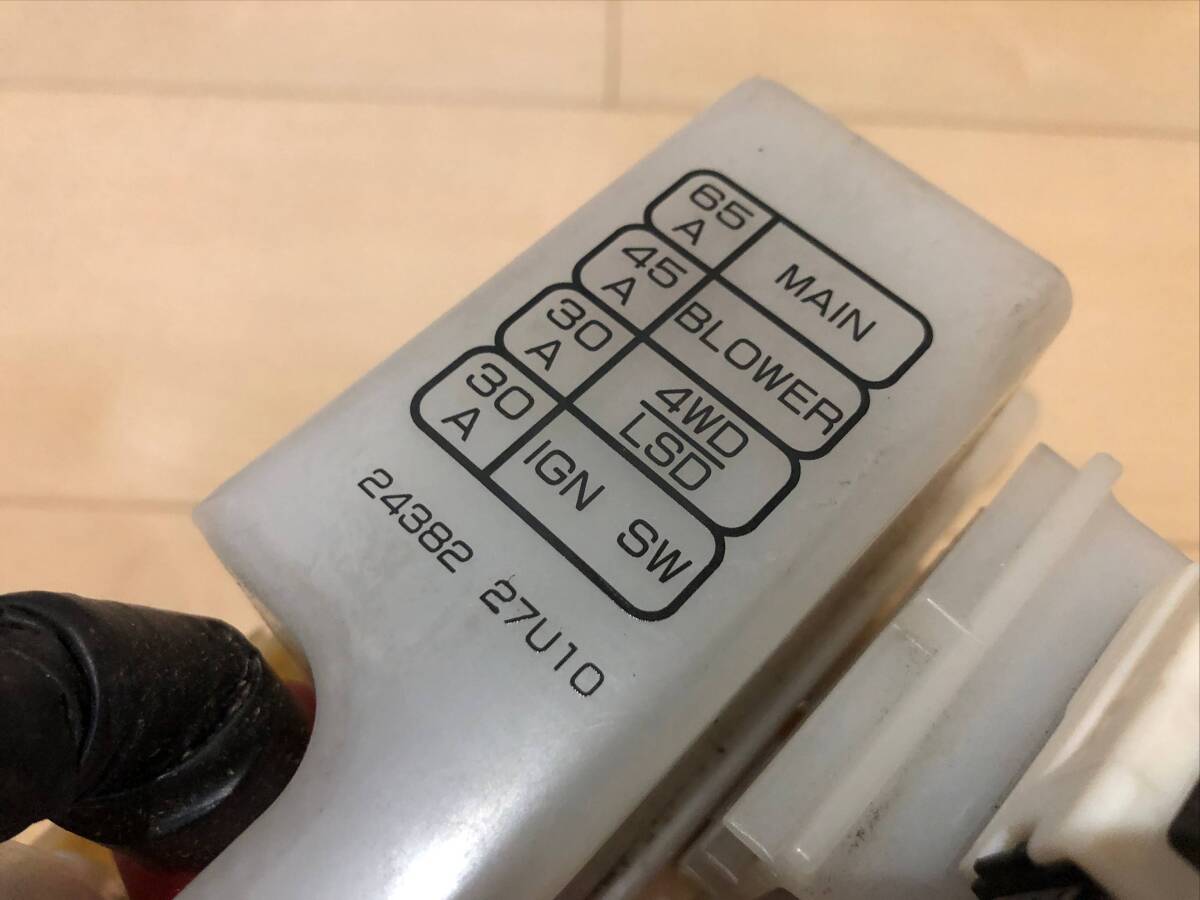 65 A MAIN
45 A BLOWER
30 A 4WD LSD
30 A IGN SW
24382 27U10